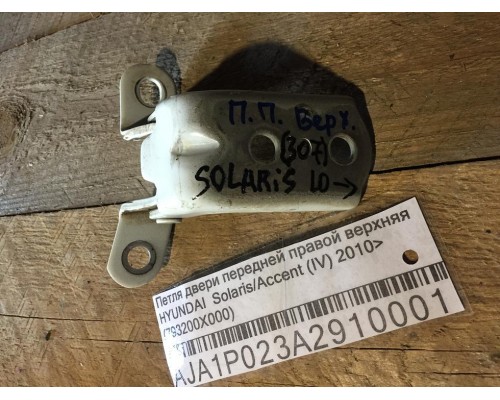 П.П. Верх.
(307)
SOLARIS 10->
Петля двери передней правой верхняя
HYUNDAI Solaris/Accent (IV) 2010>
(793200X000)
AJA1P023A2910001